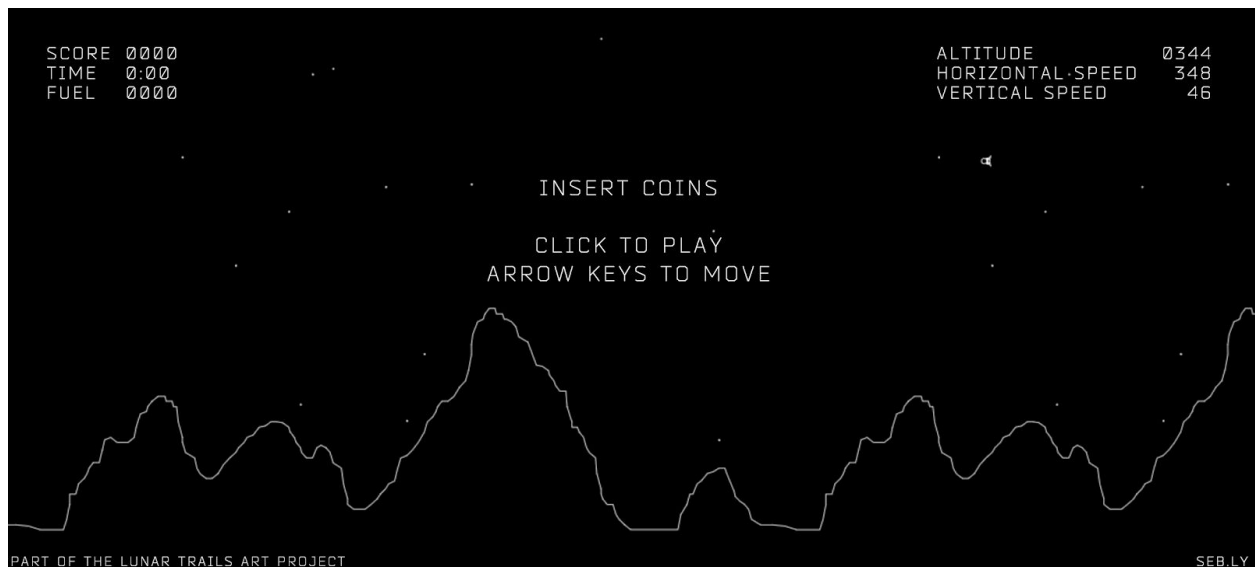 SCORE 0000
TIME 0:00
FUEL 0000
ALTITUDE 0344
HORIZONTAL SPEED 348
VERTICAL SPEED 46
INSERT COINS
CLICK TO PLAY
ARROW KEYS TO MOVE
PART OF THE LUNAR TRAILS ART PROJECT
SEB.LY